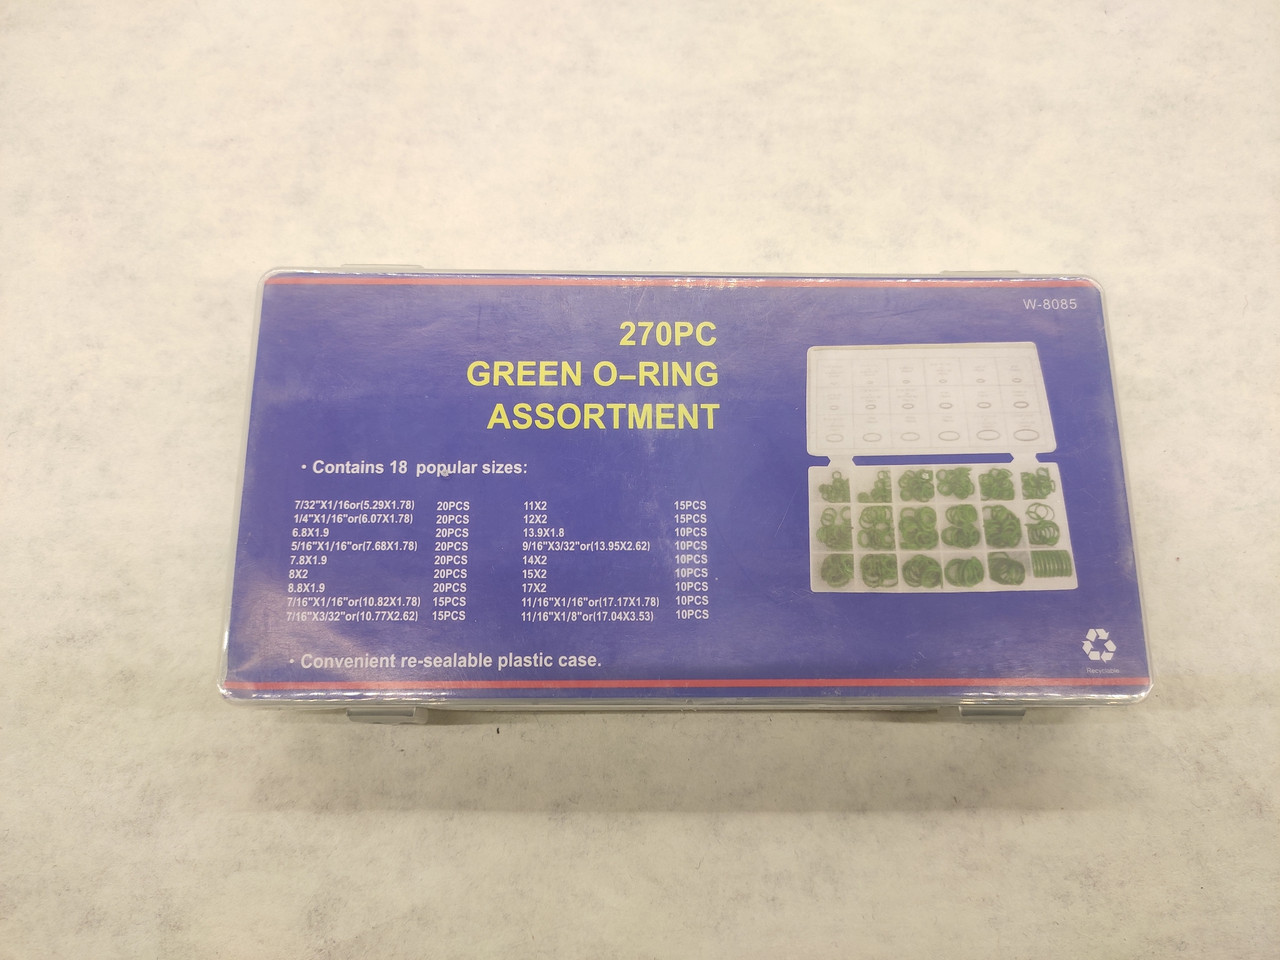 W-8085
270PC
GREEN O-RING
ASSORTMENT
• Contains 18 popular sizes:
7/32"X1/16or(5.29X1.78) 20PCS
1/4"X1/16"or(6.07X1.78) 20PCS
6.8X1.9 20PCS
5/16"X1/16"or(7.68X1.78) 20PCS
7.8X1.9 20PCS
8X2 20PCS
8.8X1.9 20PCS
7/16"X1/16"or(10.82X1.78) 15PCS
7/16"X3/32"or(10.77X2.62) 15PCS
11X2 15PCS
12X2 15PCS
13.9X1.8 10PCS
9/16"X3/32"or(13.95X2.62) 10PCS
14X2 10PCS
15X2 10PCS
17X2 10PCS
11/16"X1/16"or(17.17X1.78) 10PCS
11/16"X1/8"or(17.04X3.53) 10PCS
• Convenient re-sealable plastic case.
Recyclable